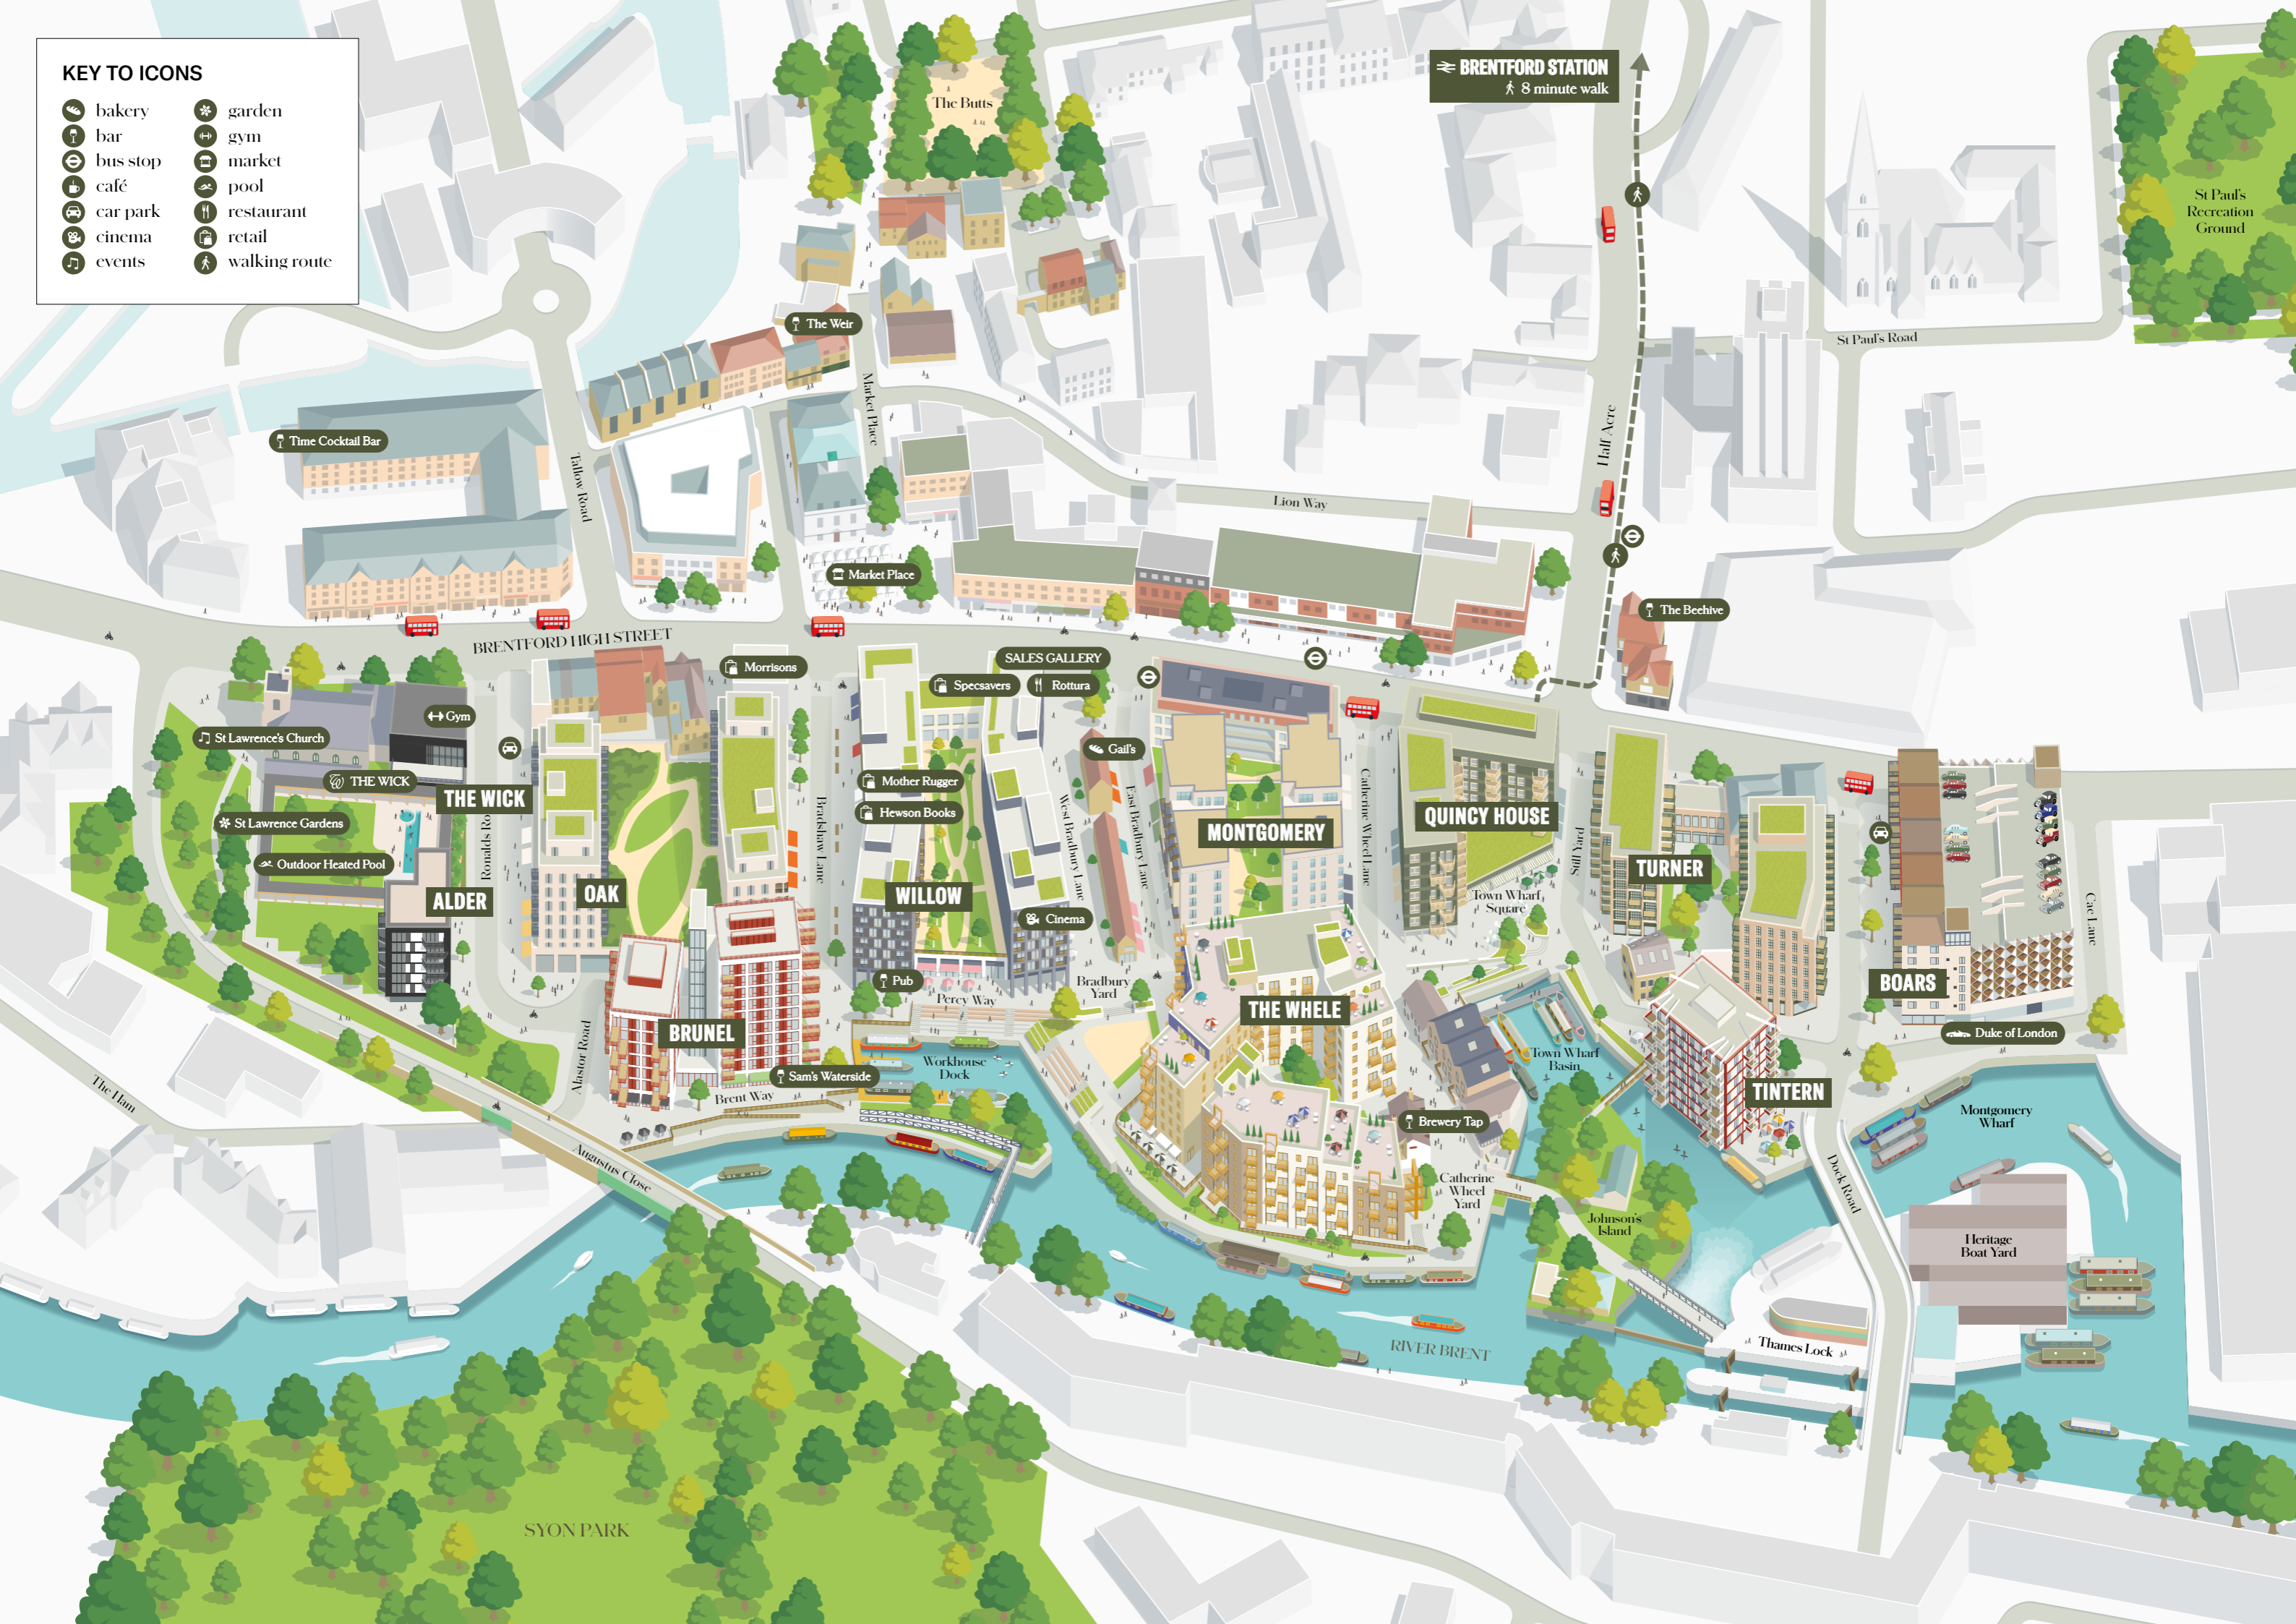 KEY TO ICONS
bakery
bar
bus stop
café
car park
cinema
events
garden
gym
market
pool
restaurant
retail
walking route
BRENTFORD STATION
8 minute walk
The Butts
St Paul's
Recreation
Ground
The Weir
St Paul's Road
Market Place
Time Cocktail Bar
Tallow Road
Half Acre
Lion Way
Market Place
The Beehive
BRENTFORD HIGH STREET
SALES GALLERY
Morrisons
Specsavers
Rottura
Gym
St Lawrence's Church
Gail's
THE WICK
THE WICK
Mother Rugger
Hewson Books
St Lawrence Gardens
Outdoor Heated Pool
Ronalds Ro
Bradshaw Lane
West Bradbury Lane
East Bradbury Lane
Catherine Wheel Lane
MONTGOMERY
QUINCY HOUSE
Still Yard
TURNER
ALDER
OAK
WILLOW
Town Wharf
Square
Cinema
Cae Lane
Pub
Percy Way
Bradbury
Yard
BOARS
THE WHELE
BRUNEL
Duke of London
Alastor Road
Workhouse
Dock
Town Wharf
Basin
Sam's Waterside
Brent Way
TINTERN
The Ham
Brewery Tap
Montgomery
Wharf
Augustus Close
Catherine
Wheel
Yard
Dock Road
Johnson's
Island
Heritage
Boat Yard
RIVER BRENT
Thames Lock
SYON PARK